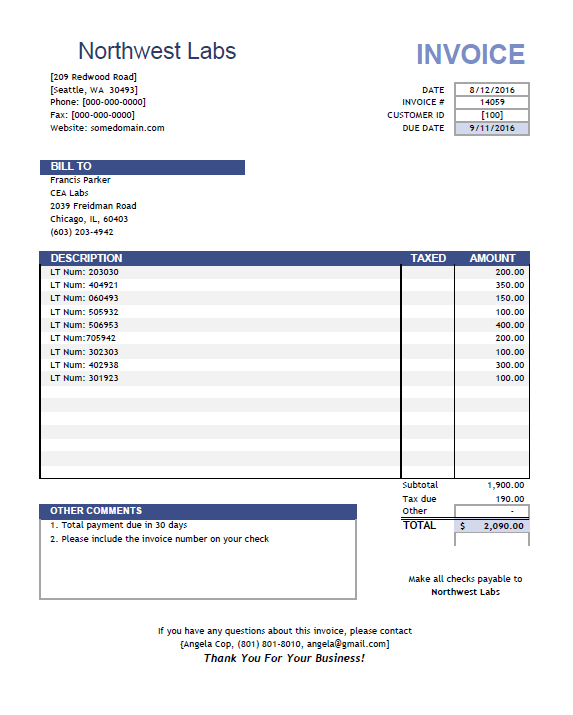 Northwest Labs
INVOICE
[209 Redwood Road]
[Seattle, WA  30493]
Phone: [000-000-0000]
Fax: [000-000-0000]
Website: somedomain.com
DATE 8/12/2016
INVOICE # 14059
CUSTOMER ID [100]
DUE DATE 9/11/2016
BILL TO
Francis Parker
CEA Labs
2039 Freidman Road
Chicago, IL, 60403
(603) 203-4942
DESCRIPTION TAXED AMOUNT
LT Num: 203030 200.00
LT Num: 404921 350.00
LT Num: 060493 150.00
LT Num: 505932 100.00
LT Num: 506953 400.00
LT Num:705942 200.00
LT Num: 302303 100.00
LT Num: 402938 300.00
LT Num: 301923 100.00
Subtotal 1,900.00
Tax due 190.00
Other -
TOTAL $ 2,090.00
OTHER COMMENTS
1. Total payment due in 30 days
2. Please include the invoice number on your check
Make all checks payable to
Northwest Labs
If you have any questions about this invoice, please contact
{Angela Cop, (801) 801-8010, angela@gmail.com]
Thank You For Your Business!